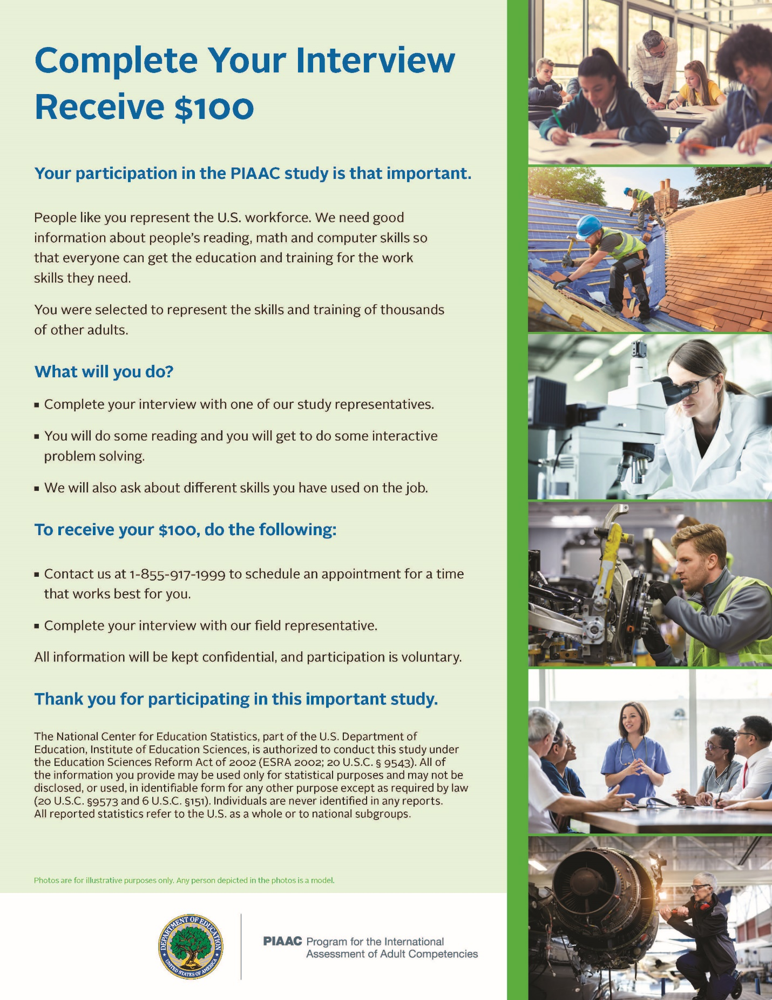 Complete Your Interview
Receive $100
Your participation in the PIAAC study is that important.
People like you represent the U.S. workforce. We need good
information about people’s reading, math and computer skills so
that everyone can get the education and training for the work
skills they need.
You were selected to represent the skills and training of thousands
of other adults.
What will you do?
▪ Complete your interview with one of our study representatives.
▪ You will do some reading and you will get to do some interactive
problem solving.
▪ We will also ask about different skills you have used on the job.
To receive your $100, do the following:
▪ Contact us at 1-855-917-1999 to schedule an appointment for a time
that works best for you.
▪ Complete your interview with our field representative.
All information will be kept confidential, and participation is voluntary.
Thank you for participating in this important study.
The National Center for Education Statistics, part of the U.S. Department of
Education, Institute of Education Sciences, is authorized to conduct this study under
the Education Sciences Reform Act of 2002 (ESRA 2002; 20 U.S.C. § 9543). All of
the information you provide may be used only for statistical purposes and may not be
disclosed, or used, in identifiable form for any other purpose except as required by law
(20 U.S.C. §9573 and 6 U.S.C. §151). Individuals are never identified in any reports.
All reported statistics refer to the U.S. as a whole or to national subgroups.
Photos are for illustrative purposes only. Any person depicted in the photos is a model.
DEPARTMENT OF EDUCATION
UNITED STATES OF AMERICA
PIAAC Program for the International
Assessment of Adult Competencies